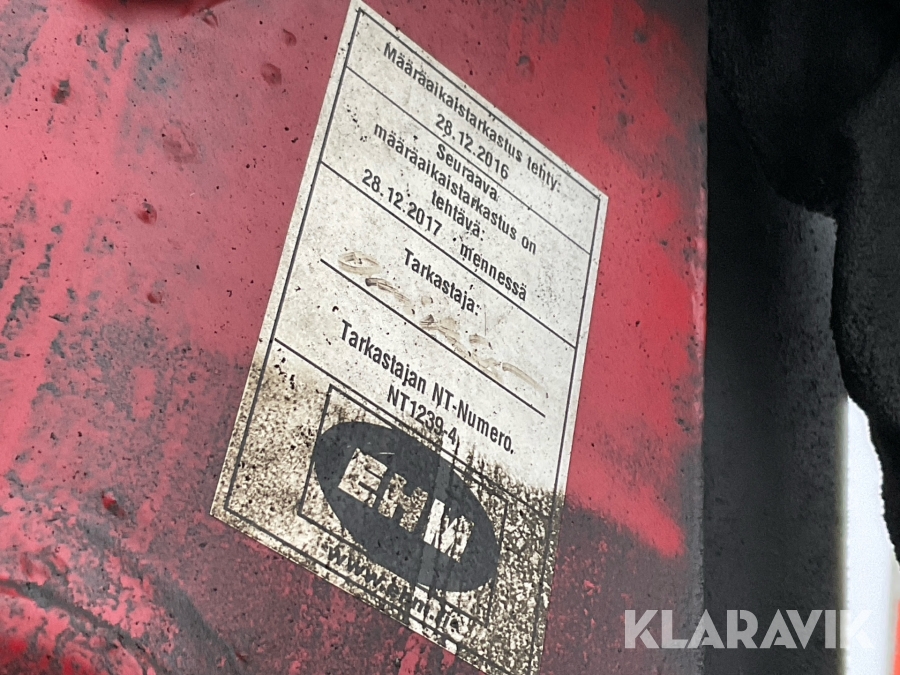 Määräaikaistarkastus tehty:
28.12.2016
Seuraava
määräaikaistarkastus on
tehtävä:
28.12.2017 mennessä
Tarkastaja:
Tarkastajan NT-Numero.
NT1239-4
EHM
KLARAVIK